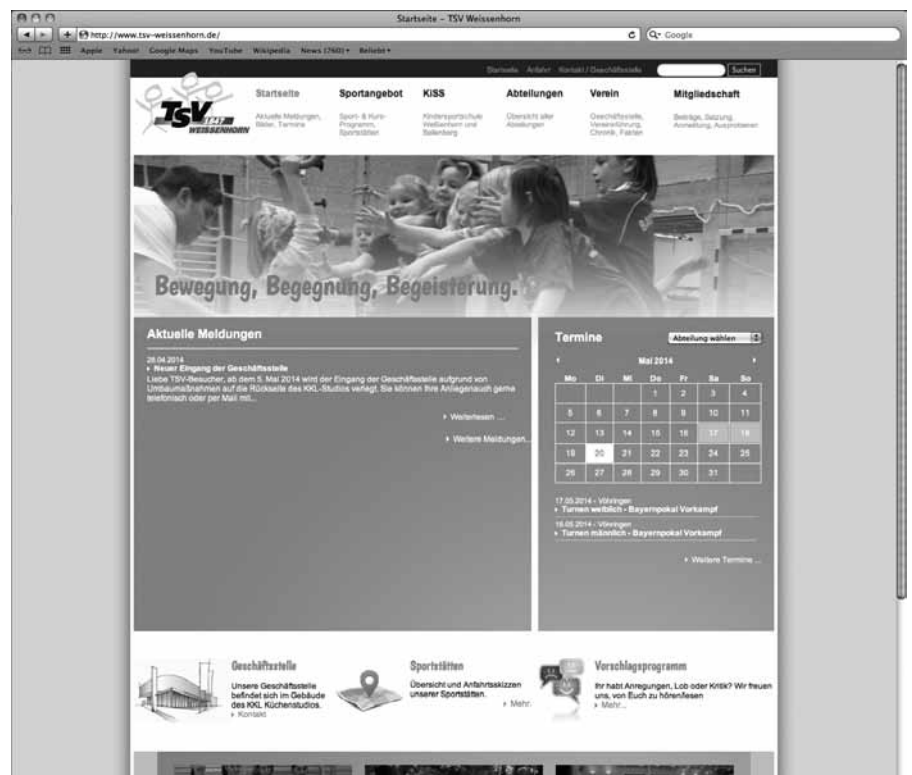 Startseite – TSV Weissenhorn
http://www.tsv-weissenhorn.de/
Google
Apple Yahoo! Google Maps YouTube Wikipedia News (760) Beliebt
Startseite Anfahrt Kontakt / Geschäftsstelle Suchen
TSV 1847
WEISSENHORN
Startseite
Aktuelle Meldungen,
Bilder, Termine
Sportangebot
Sport- & Kurs-
Programm,
Sportstätten
KiSS
Kindersportschule
Weißenhorn und
Bellenberg
Abteilungen
Übersicht aller
Abteilungen
Verein
Geschäftsstelle,
Vereinsführung,
Chronik, Fakten
Mitgliedschaft
Beiträge, Satzung,
Anmeldung, Ausprobieren
Bewegung, Begegnung, Begeisterung.
Aktuelle Meldungen
28.04.2014
Neuer Eingang der Geschäftsstelle
Liebe TSV-Besucher, ab dem 5. Mai 2014 wird der Eingang der Geschäftsstelle aufgrund von
Umbaumaßnahmen auf die Rückseite des KKL-Studios verlegt. Sie können Ihre Anliegenauch gerne
telefonisch oder per Mail mit...
Weiterlesen ...
Weitere Meldungen...
Termine
Abteilung wählen
Mai 2014
Mo Di Mi Do Fr Sa So
1 2 3 4
5 6 7 8 9 10 11
12 13 14 15 16 17 18
19 20 21 22 23 24 25
26 27 28 29 30 31
17.05.2014 - Vöhringen
Turnen weiblich - Bayernpokal Vorkampf
18.05.2014 - Vöhringen
Turnen männlich - Bayernpokal Vorkampf
Weitere Termine ...
Geschäftsstelle
Unsere Geschäftsstelle
befindet sich im Gebäude
des KKL Küchenstudios.
Kontakt
Sportstätten
Übersicht und Anfahrtsskizzen
unserer Sportstätten.
Mehr.
Vorschlagsprogramm
Ihr habt Anregungen, Lob oder Kritik? Wir freuen
uns, von Euch zu hören/lesen
Mehr...